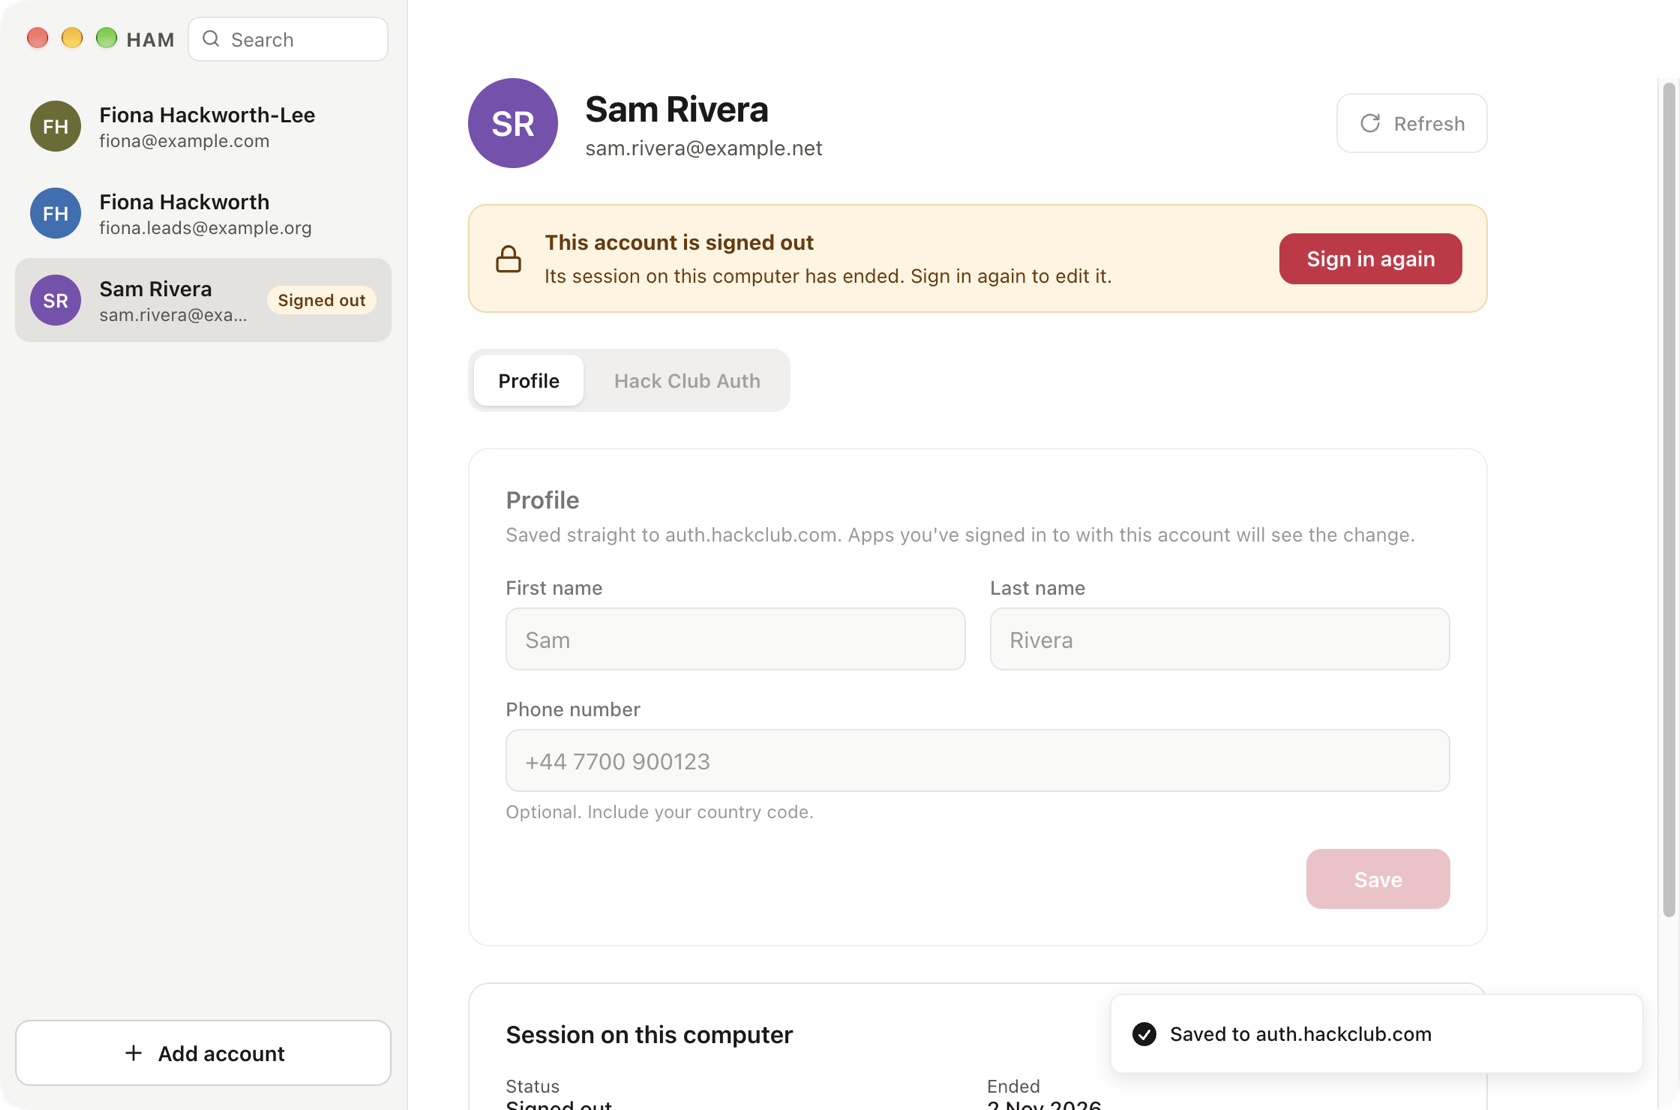 HAM
Search
FH
Fiona Hackworth-Lee
fiona@example.com
FH
Fiona Hackworth
fiona.leads@example.org
SR
Sam Rivera
sam.rivera@exa...
Signed out
Add account
SR
Sam Rivera
sam.rivera@example.net
Refresh
This account is signed out
Its session on this computer has ended. Sign in again to edit it.
Sign in again
Profile
Hack Club Auth
Profile
Saved straight to auth.hackclub.com. Apps you've signed in to with this account will see the change.
First name
Last name
Sam
Rivera
Phone number
+44 7700 900123
Optional. Include your country code.
Save
Session on this computer
Saved to auth.hackclub.com
Status
Ended
Signed out
2 Nov 2026